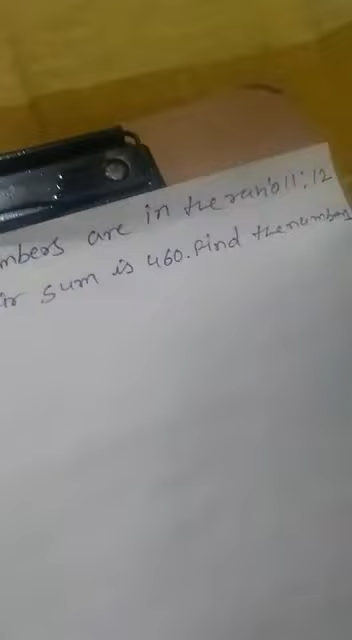 mbers are in the ratio 11:12
ir sum is 460. Find the numbers